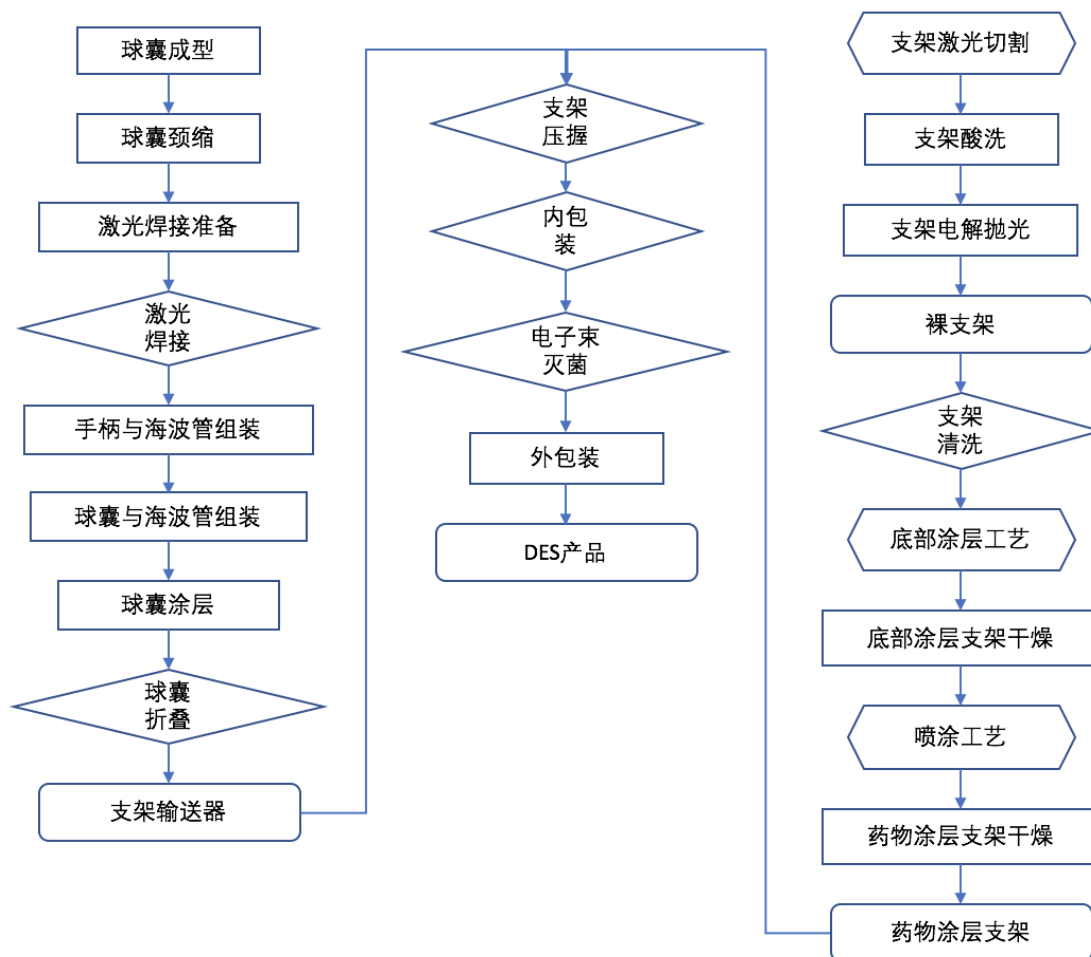 球囊成型
球囊颈缩
激光焊接准备
激光
焊接
手柄与海波管组装
球囊与海波管组装
球囊涂层
球囊
折叠
支架输送器
支架
压握
内包
装
电子束
灭菌
外包装
DES产品
支架激光切割
支架酸洗
支架电解抛光
裸支架
支架
清洗
底部涂层工艺
底部涂层支架干燥
喷涂工艺
药物涂层支架干燥
药物涂层支架